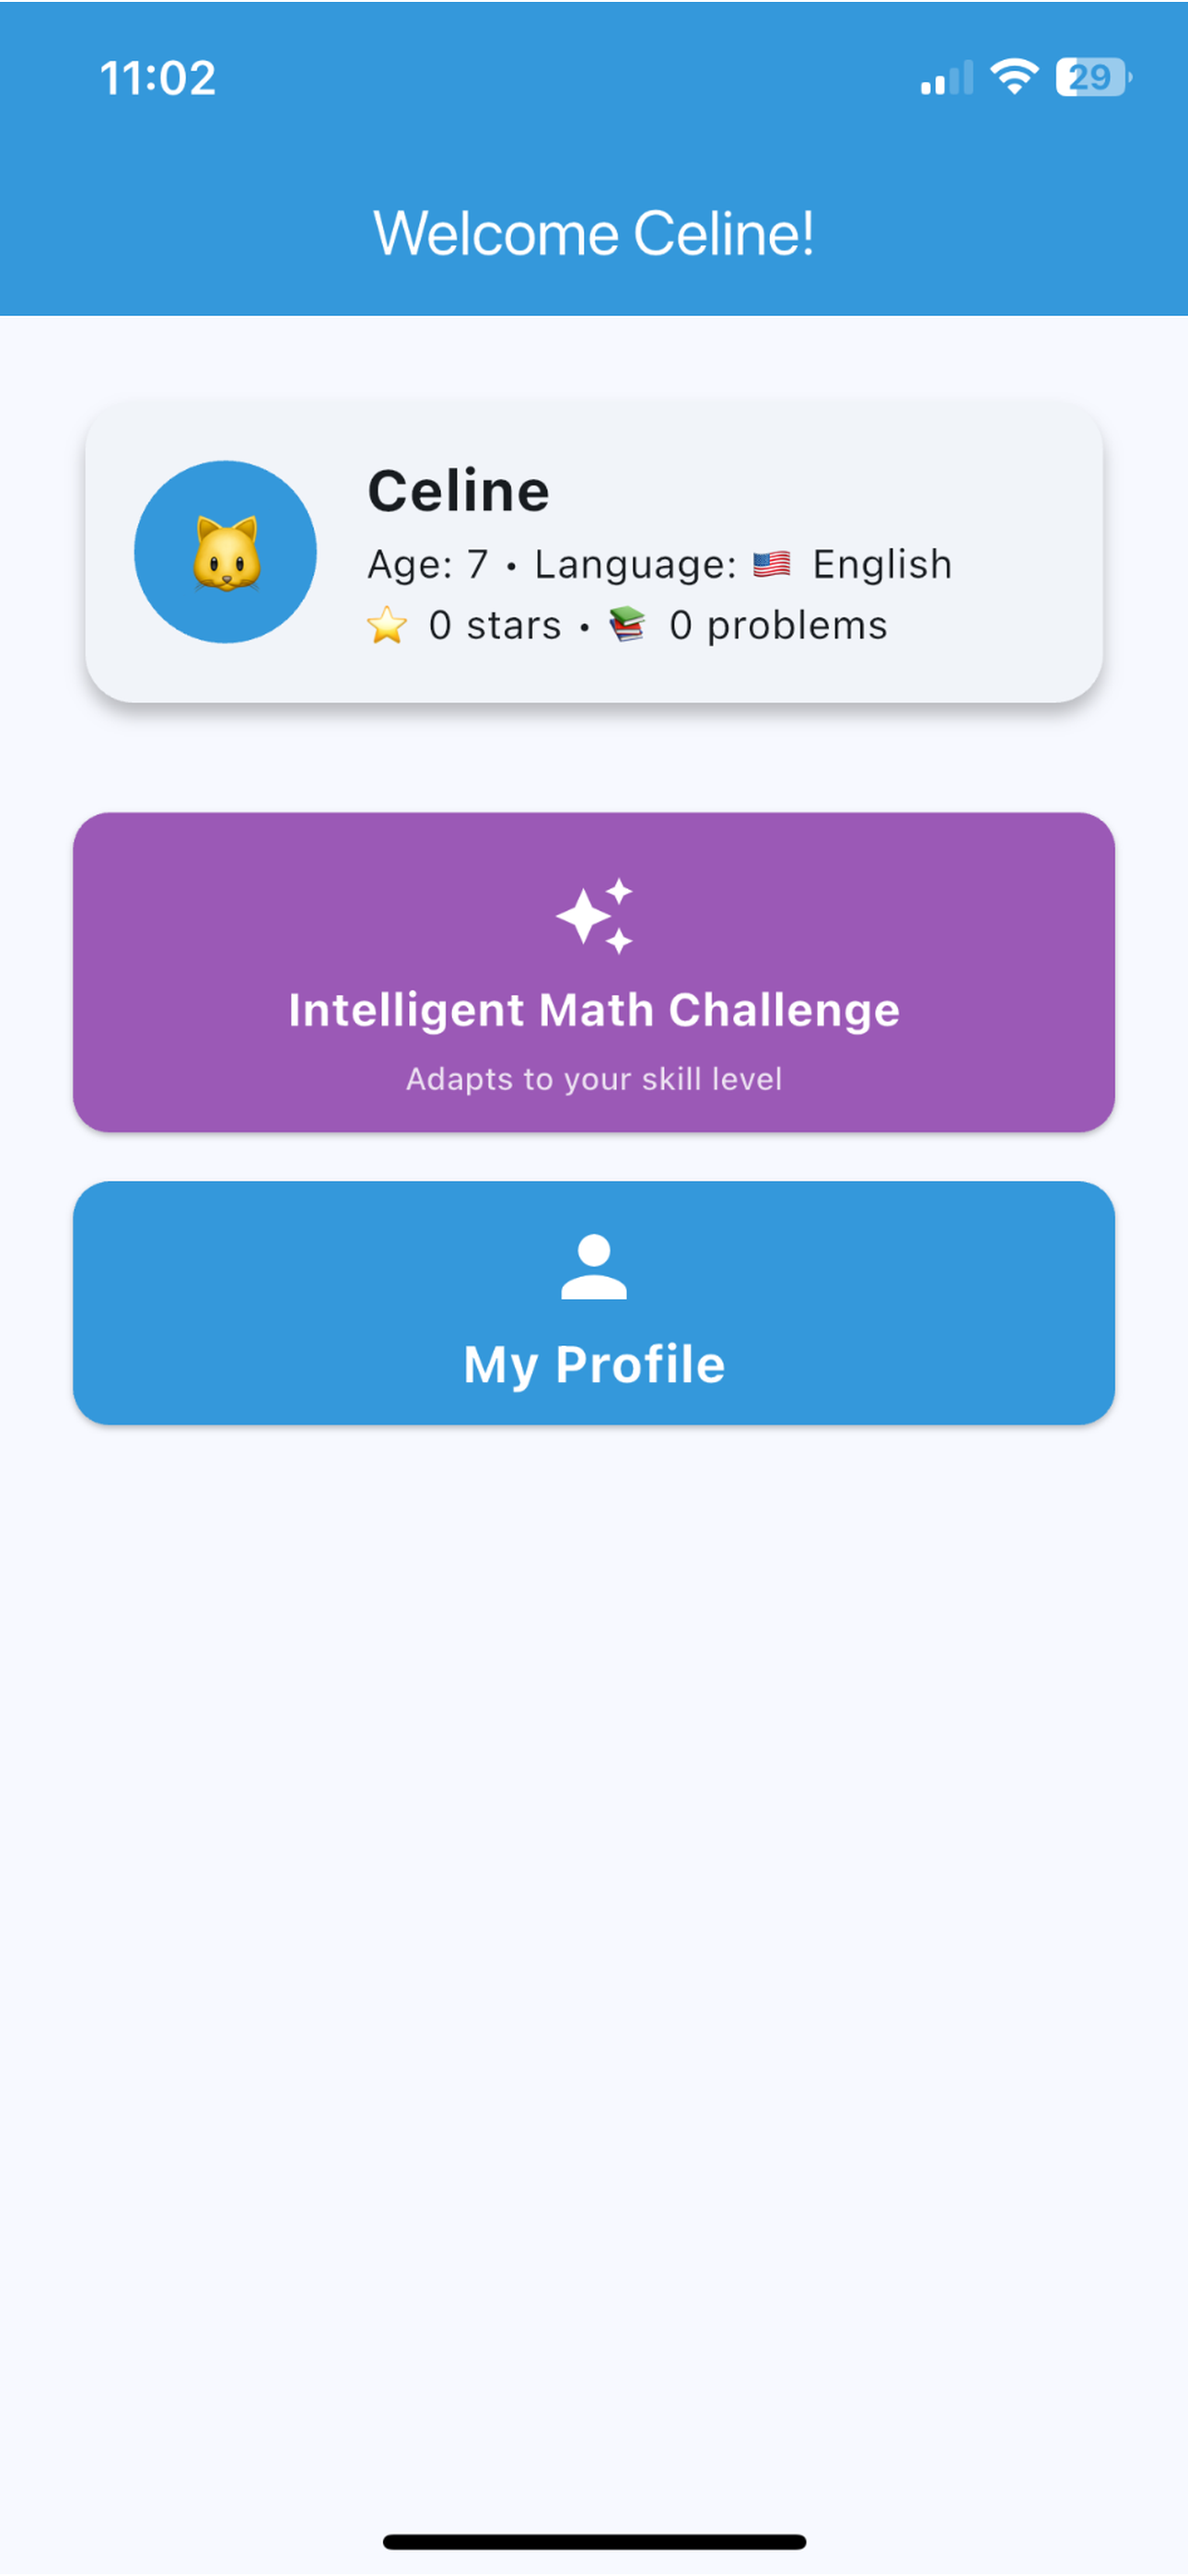 11:02
29
Welcome Celine!
Celine
Age: 7 • Language: 🇺🇸 English
⭐ 0 stars • 📚 0 problems
Intelligent Math Challenge
Adapts to your skill level
My Profile